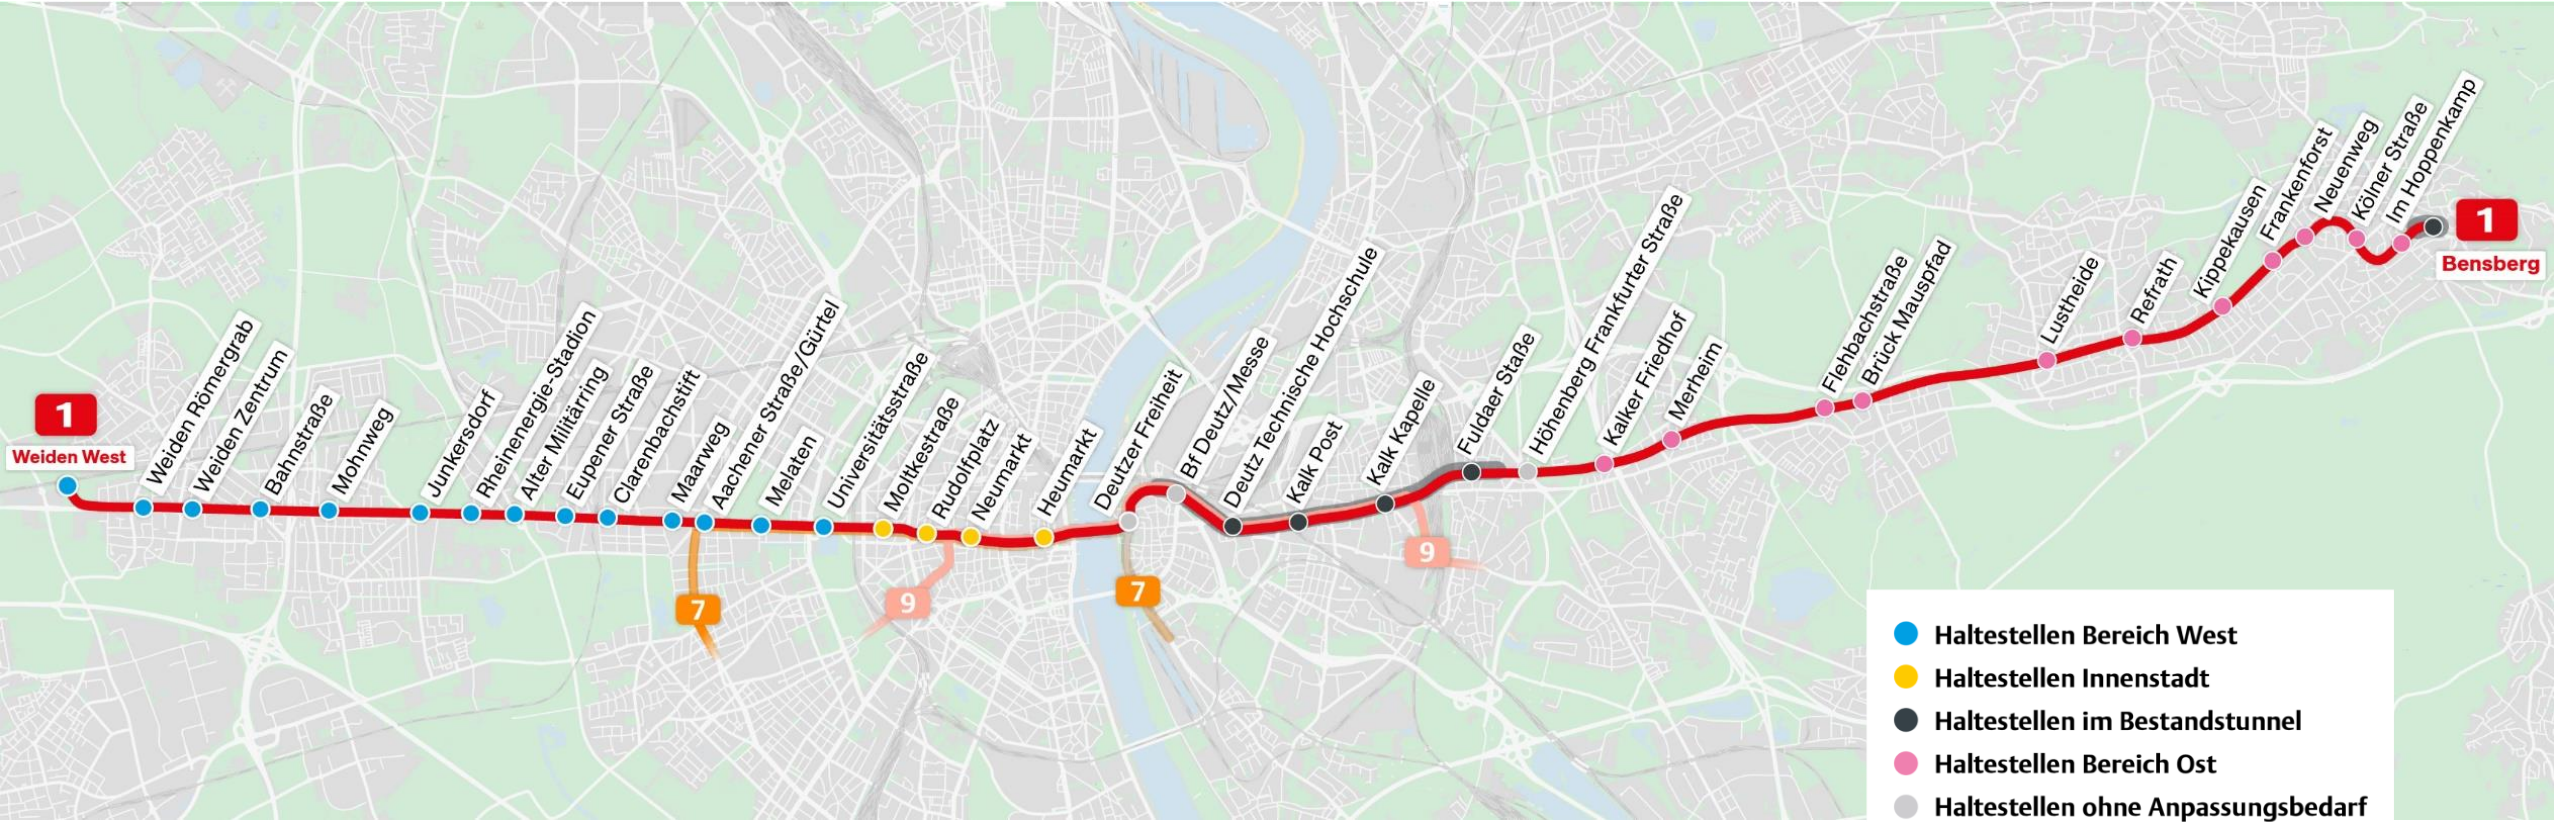 1
Weiden West
Weiden Römergrab
Weiden Zentrum
Bahnstraße
Mohnweg
Junkersdorf
Rheinenergie-Stadion
Alter Militärring
Eupener Straße
Clarenbachstift
Maarweg
Aachener Straße/Gürtel
Melaten
Universitätsstraße
Moltkestraße
Rudolfplatz
Neumarkt
Heumarkt
Deutzer Freiheit
Bf Deutz/Messe
Deutz Technische Hochschule
Kalk Post
Kalk Kapelle
Fuldaer Staße
Höhenberg Frankfurter Straße
Kalker Friedhof
Merheim
Flehbachstraße
Brück Mauspfad
Lustheide
Refrath
Kippekausen
Frankenforst
Neuenweg
Kölner Straße
Im Hoppenkamp
1
Bensberg
7
9
7
9
Haltestellen Bereich West
Haltestellen Innenstadt
Haltestellen im Bestandstunnel
Haltestellen Bereich Ost
Haltestellen ohne Anpassungsbedarf